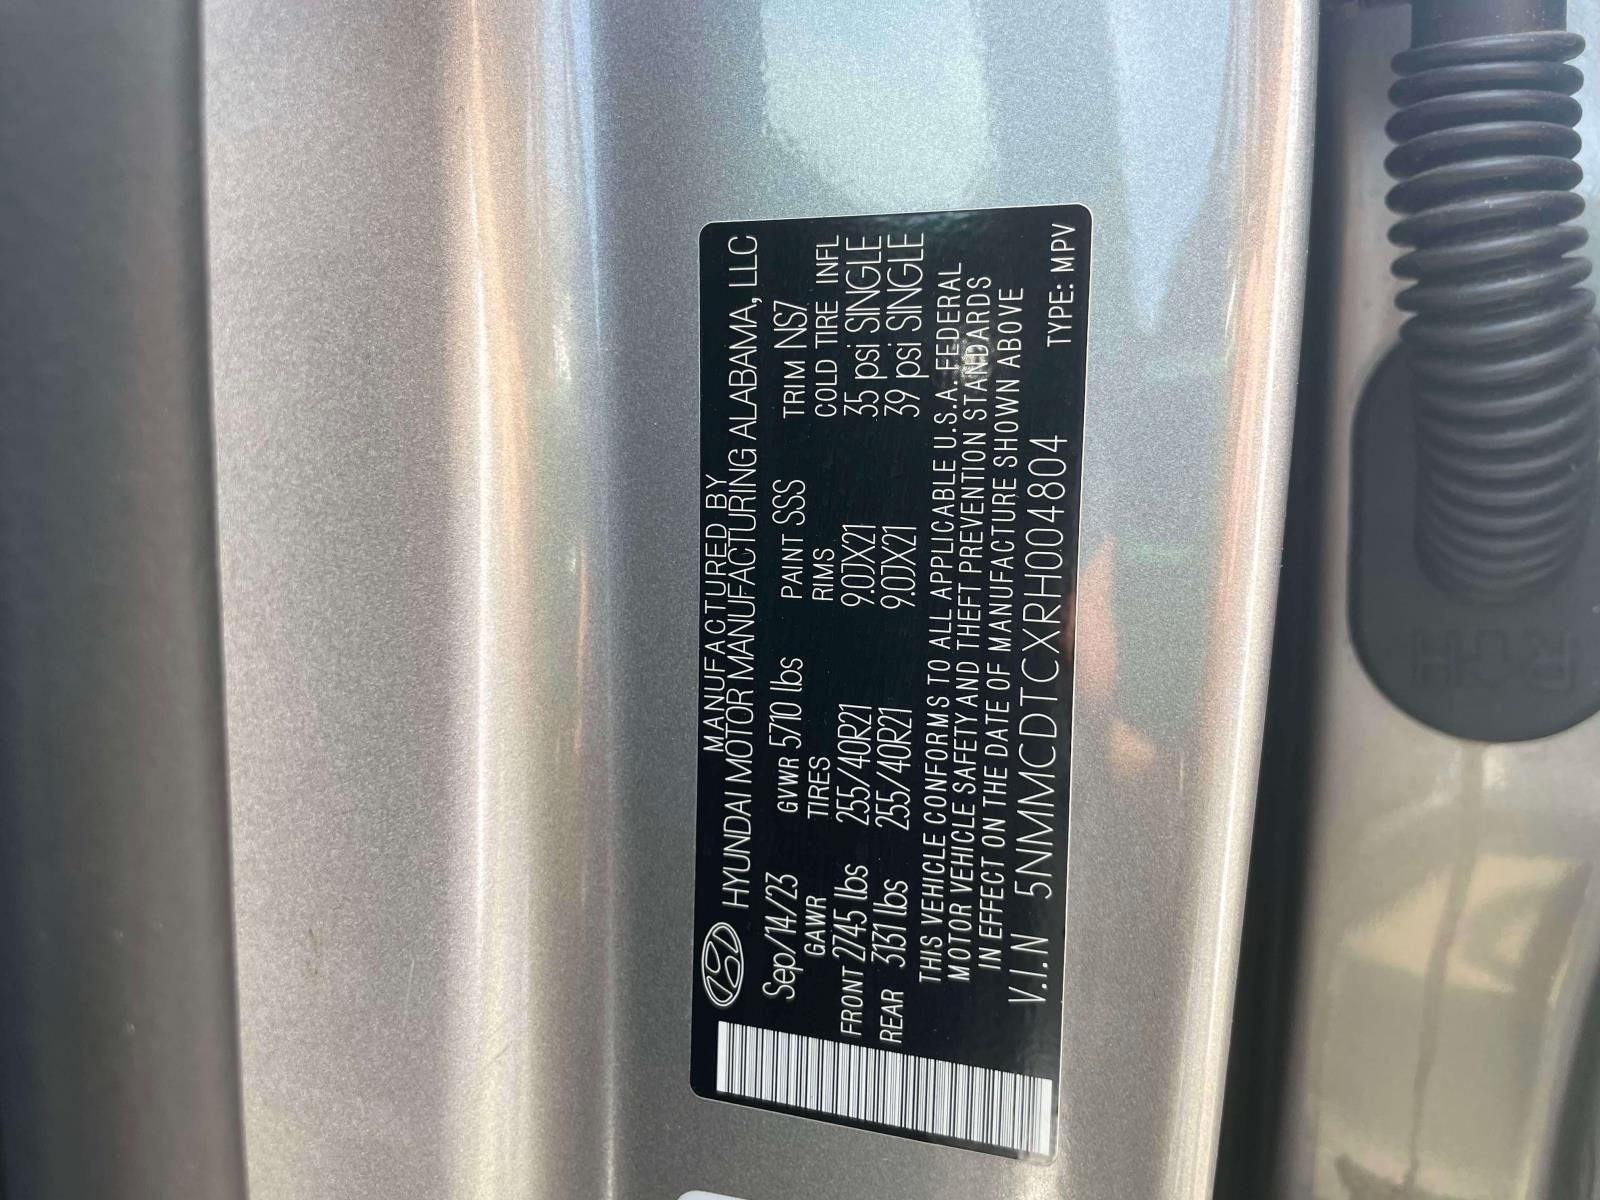 MANUFACTURED BY
HYUNDAI MOTOR MANUFACTURING ALABAMA, LLC
Sep/14/23 GVWR 5710 lbs PAINT SSS TRIM NS7
GAWR TIRES RIMS COLD TIRE INFL
FRONT 2745 lbs 255/40R21 9.0JX21 35 psi SINGLE
REAR 3131 lbs 255/40R21 9.0JX21 39 psi SINGLE
THIS VEHICLE CONFORMS TO ALL APPLICABLE U.S.A. FEDERAL
MOTOR VEHICLE SAFETY AND THEFT PREVENTION STANDARDS
IN EFFECT ON THE DATE OF MANUFACTURE SHOWN ABOVE
V.I.N 5NMMCDTCXRH004804 TYPE: MPV